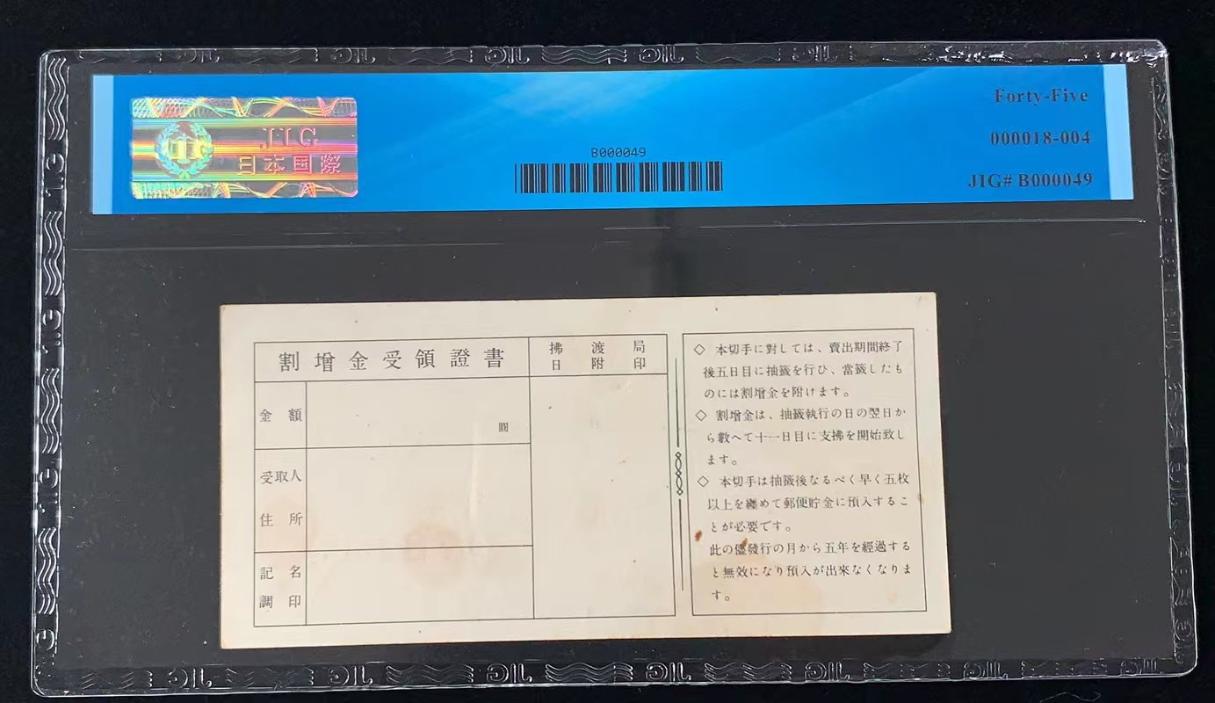 JIG
日本国際
B000049
Forty-Five
000018-004
JIG# B000049
割増金受領證書
拂渡局
日附印
金額
圓
受取人
住所
記名
調印
◇ 本切手に對しては、賣出期間終了
後五日目に抽籤を行ひ、當籤したも
のには割增金を附けます。
◇ 割增金は、抽籤執行の日の翌日か
ら數へて十一日目に支拂を開始致し
ます。
◇ 本切手は抽籤後なるべく早く五枚
以上を纏めて郵便貯金に預入するこ
とが必要です。
此の儘發行の月から五年を經過する
と無效になり預入が出來なくなりま
す。